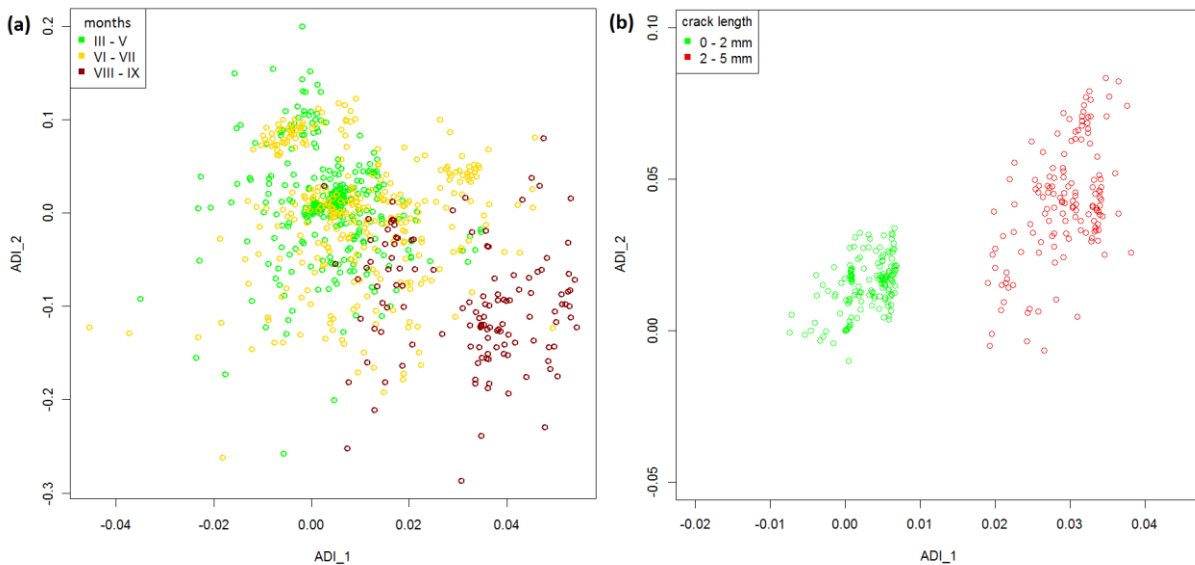 (a)
months
III - V
VI - VII
VIII - IX
0.2
0.1
0.0
-0.1
-0.2
-0.3
ADI_2
-0.04
-0.02
0.00
0.02
0.04
ADI_1
(b)
crack length
0 - 2 mm
2 - 5 mm
0.10
0.05
0.00
-0.05
ADI_2
-0.02
-0.01
0.00
0.01
0.02
0.03
0.04
ADI_1